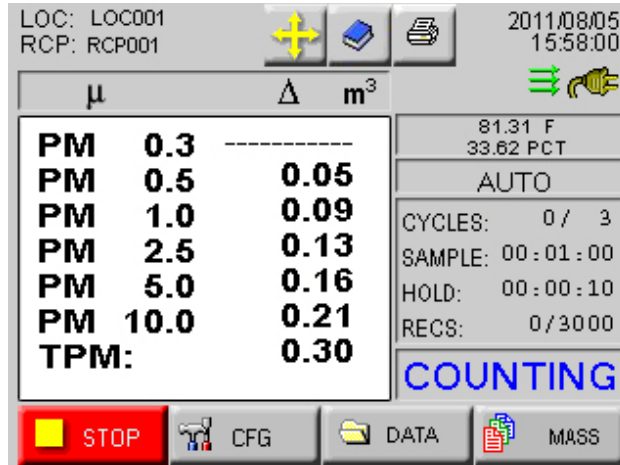 LOC: LOC001
RCP: RCP001
2011/08/05
15:58:00
µ Δ m³
PM 0.3 -----------
PM 0.5 0.05
PM 1.0 0.09
PM 2.5 0.13
PM 5.0 0.16
PM 10.0 0.21
TPM: 0.30
81.31 F
33.62 PCT
AUTO
CYCLES: 0/ 3
SAMPLE: 00:01:00
HOLD: 00:00:10
RECS: 0/3000
COUNTING
STOP CFG DATA MASS